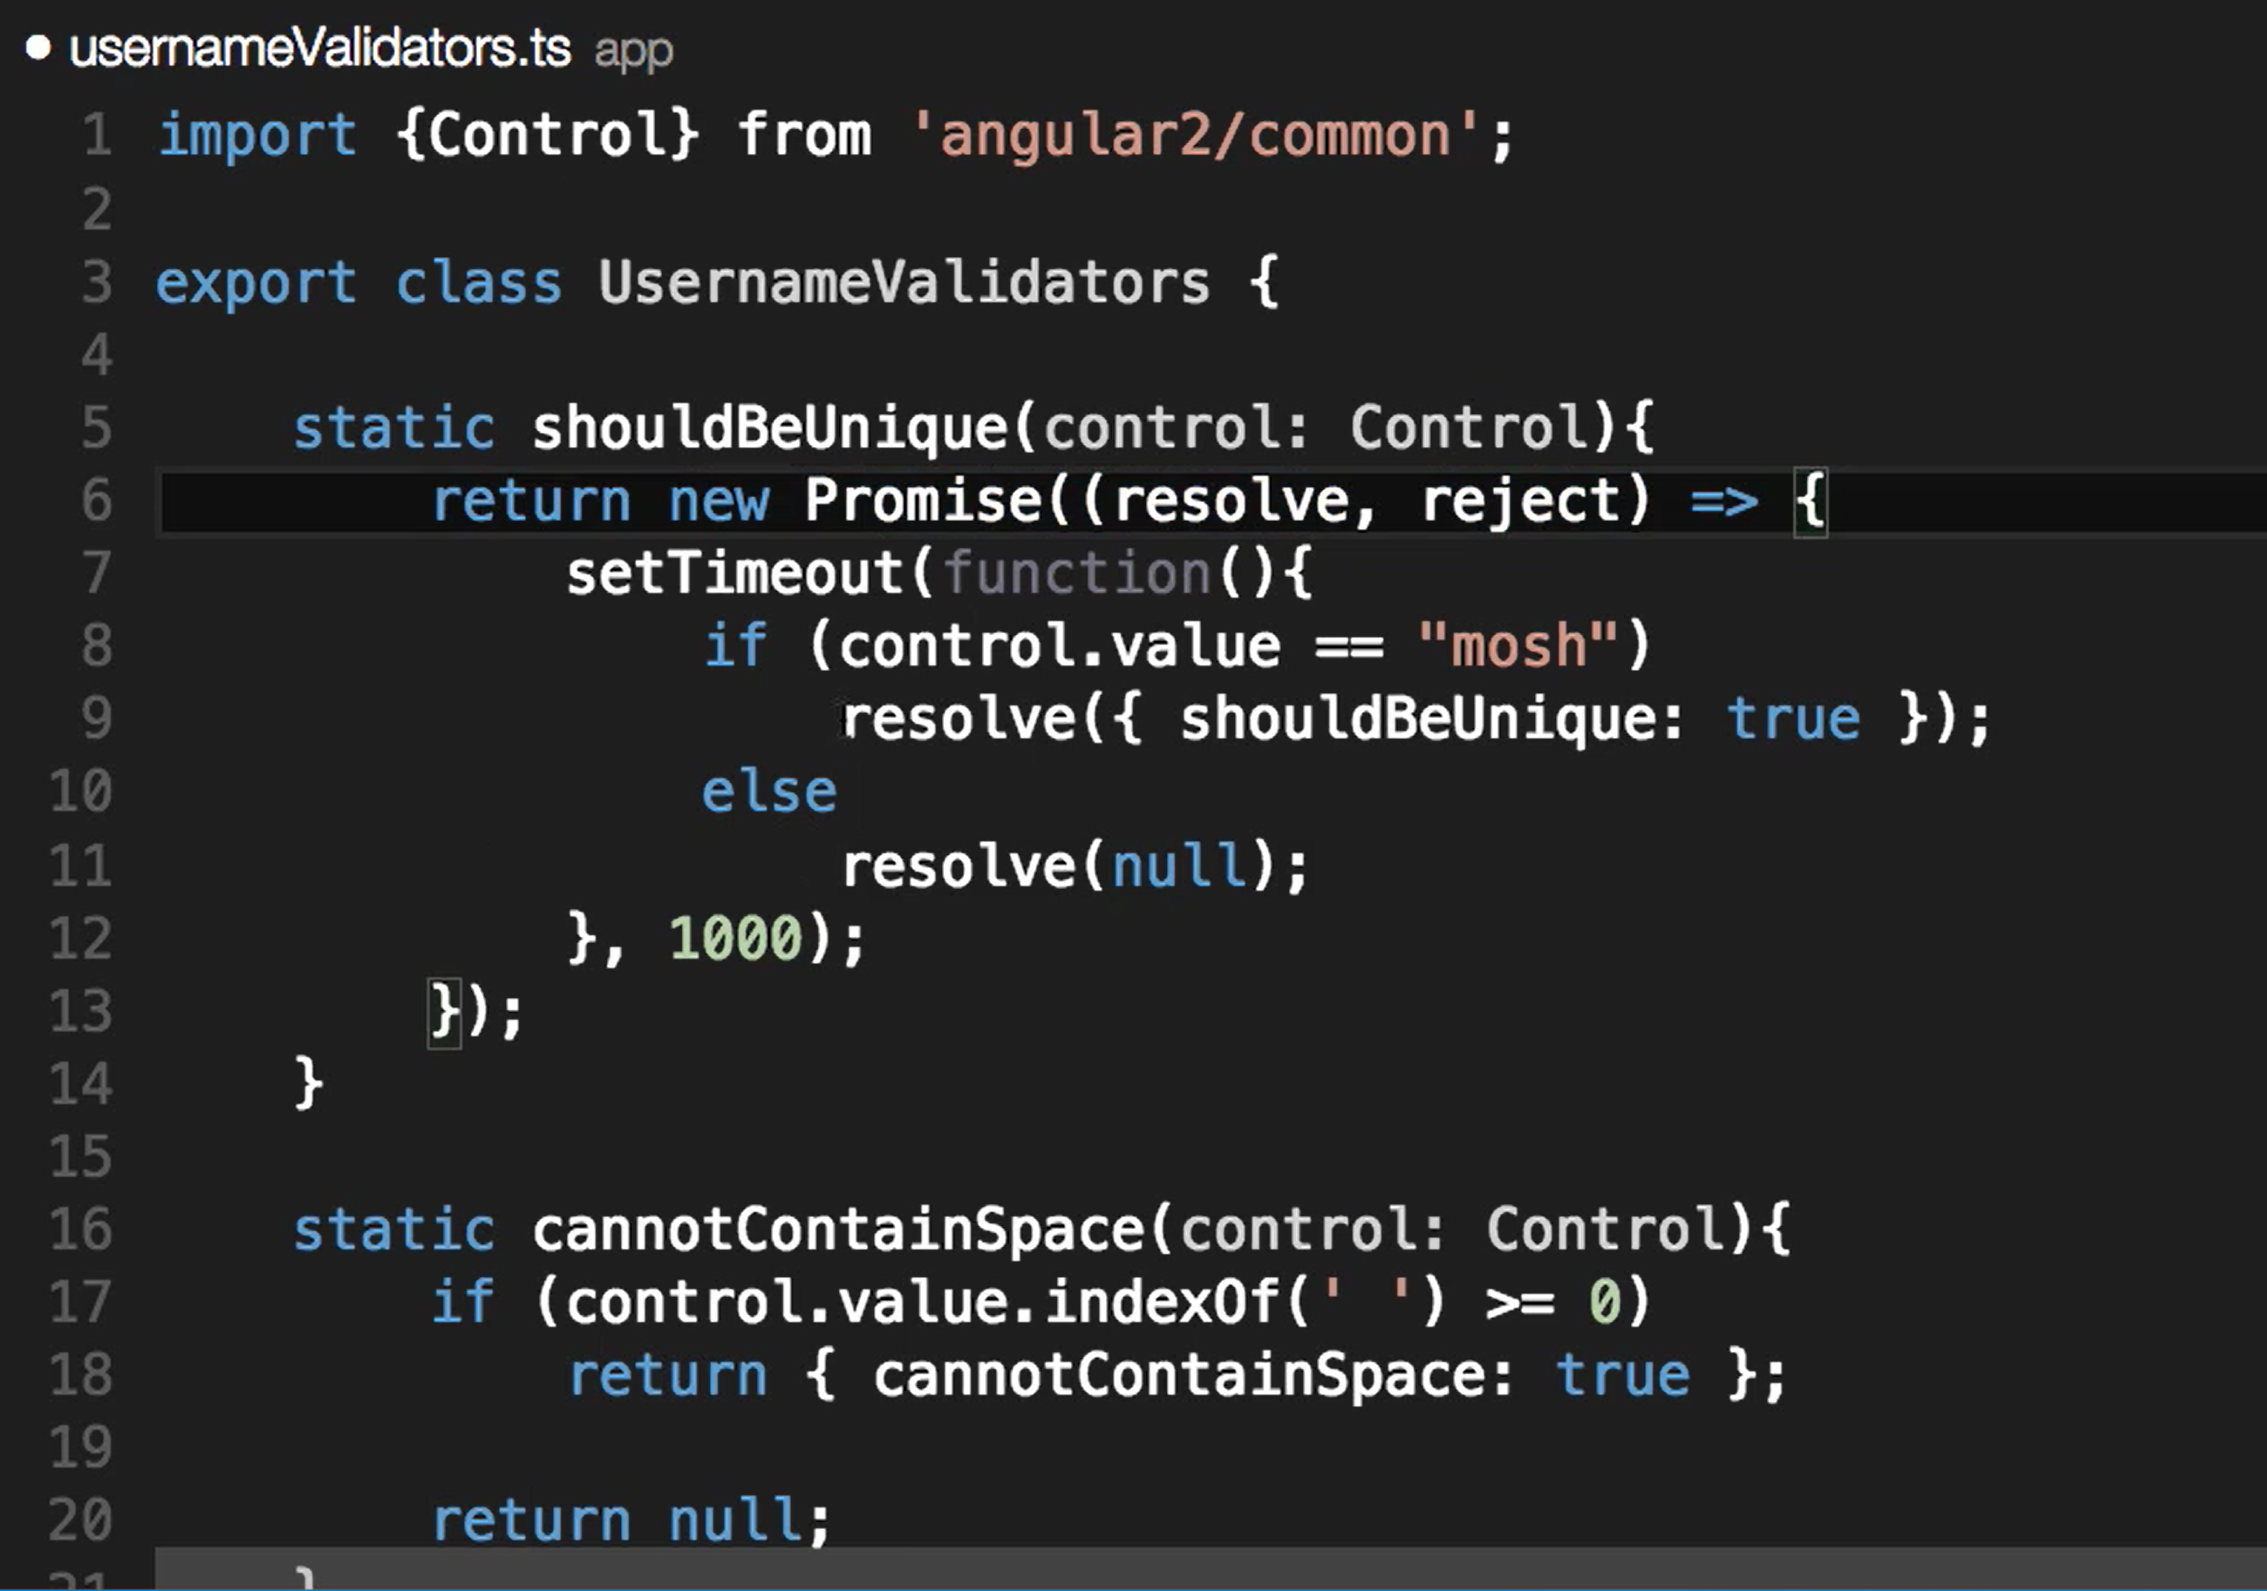 usernameValidators.ts app
1 import {Control} from 'angular2/common';
2
3 export class UsernameValidators {
4
5     static shouldBeUnique(control: Control){
6         return new Promise((resolve, reject) => {
7             setTimeout(function(){
8                 if (control.value == "mosh")
9                     resolve({ shouldBeUnique: true });
10                 else
11                     resolve(null);
12             }, 1000);
13         });
14     }
15
16     static cannotContainSpace(control: Control){
17         if (control.value.indexOf(' ') >= 0)
18             return { cannotContainSpace: true };
19
20         return null;
21     }